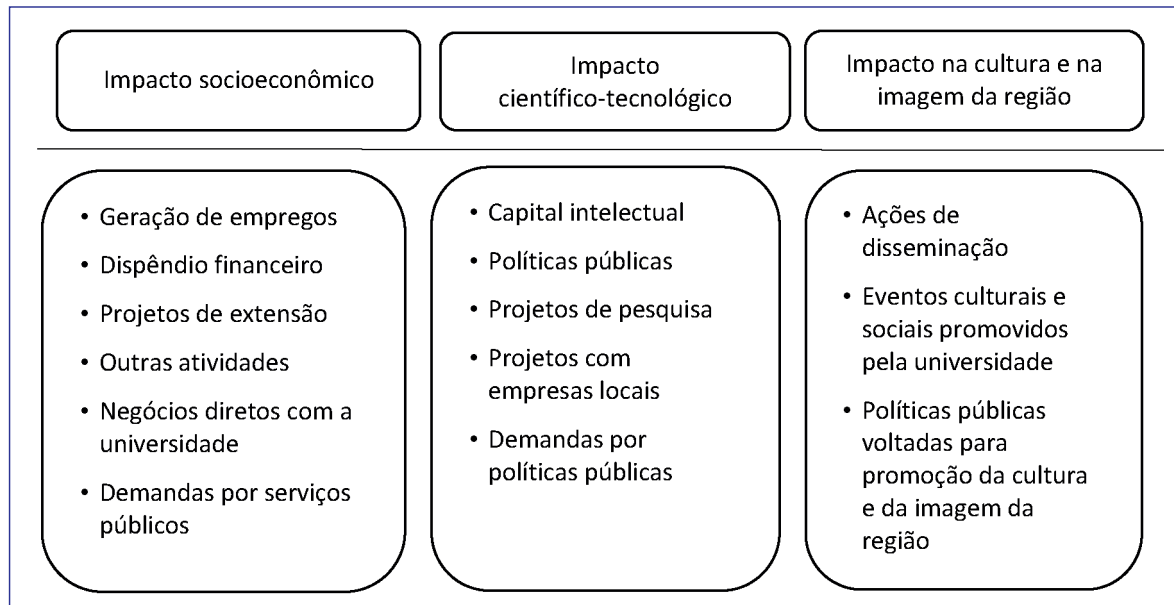 Impacto socioeconômico
Impacto
científico-tecnológico
Impacto na cultura e na
imagem da região
• Geração de empregos
• Dispêndio financeiro
• Projetos de extensão
• Outras atividades
• Negócios diretos com a
universidade
• Demandas por serviços
públicos
• Capital intelectual
• Políticas públicas
• Projetos de pesquisa
• Projetos com
empresas locais
• Demandas por
políticas públicas
• Ações de
disseminação
• Eventos culturais e
sociais promovidos
pela universidade
• Políticas públicas
voltadas para
promoção da cultura
e da imagem da
região